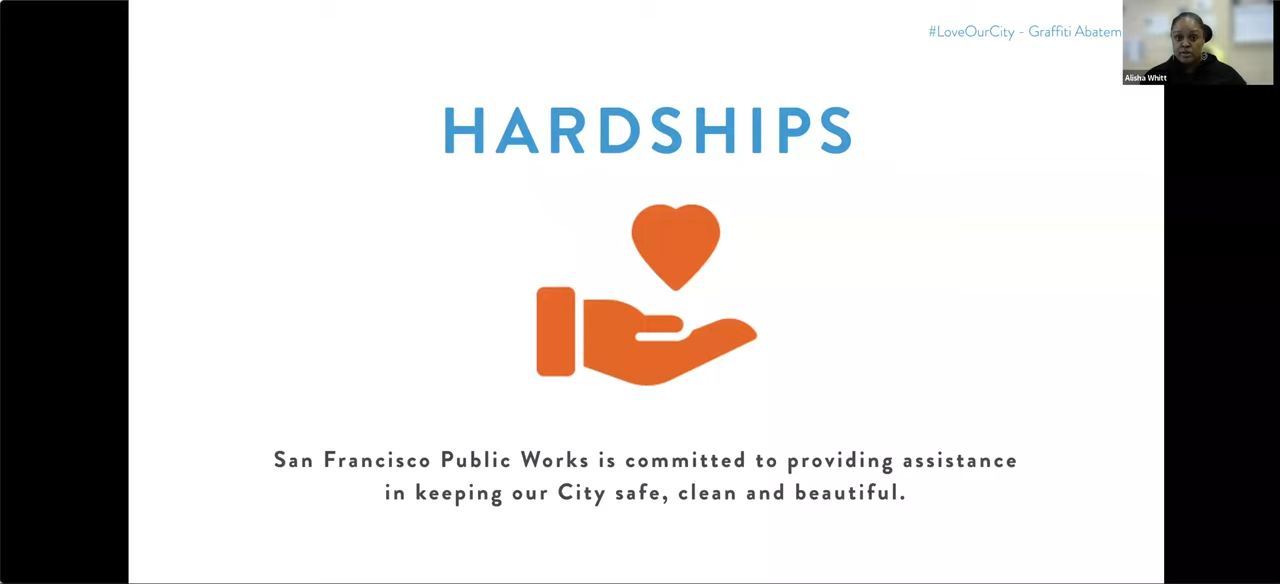 #LoveOurCity - Graffiti Abatem
Alisha Whitt
HARDSHIPS
San Francisco Public Works is committed to providing assistance
in keeping our City safe, clean and beautiful.